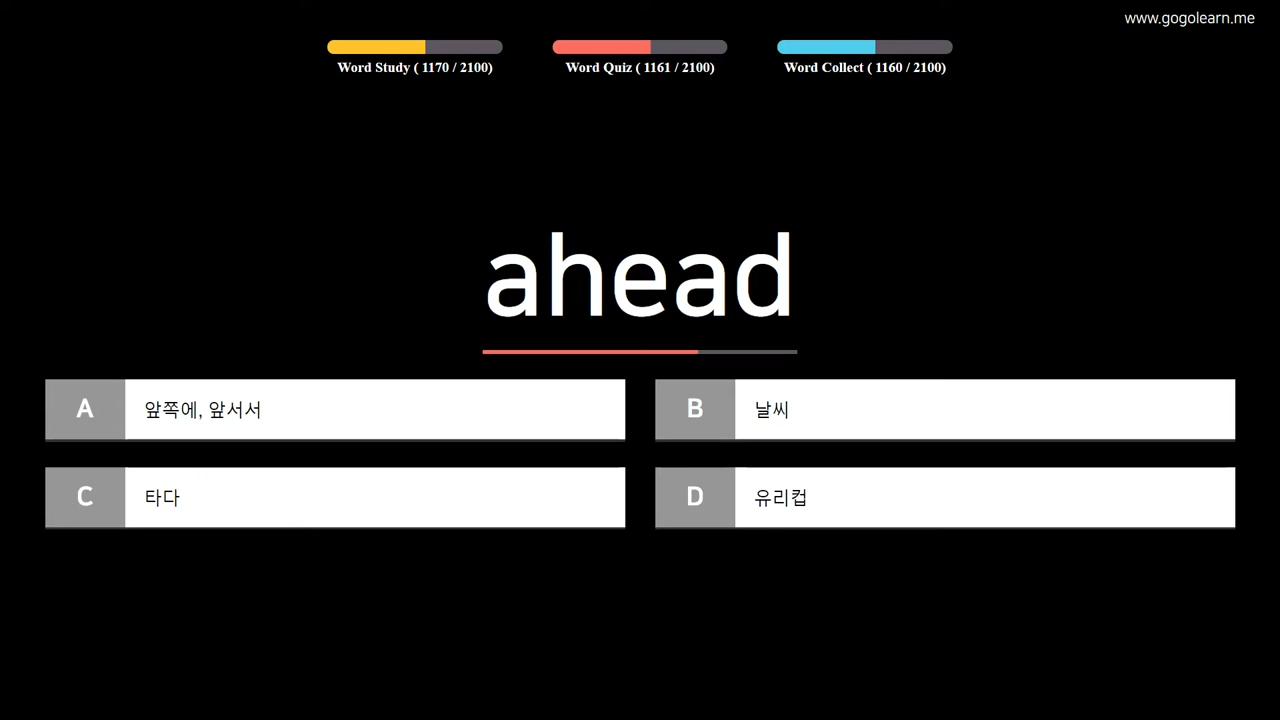 www.gogolearn.me
Word Study ( 1170 / 2100)
Word Quiz ( 1161 / 2100)
Word Collect ( 1160 / 2100)
ahead
A 앞쪽에, 앞서서
B 날씨
C 타다
D 유리컵